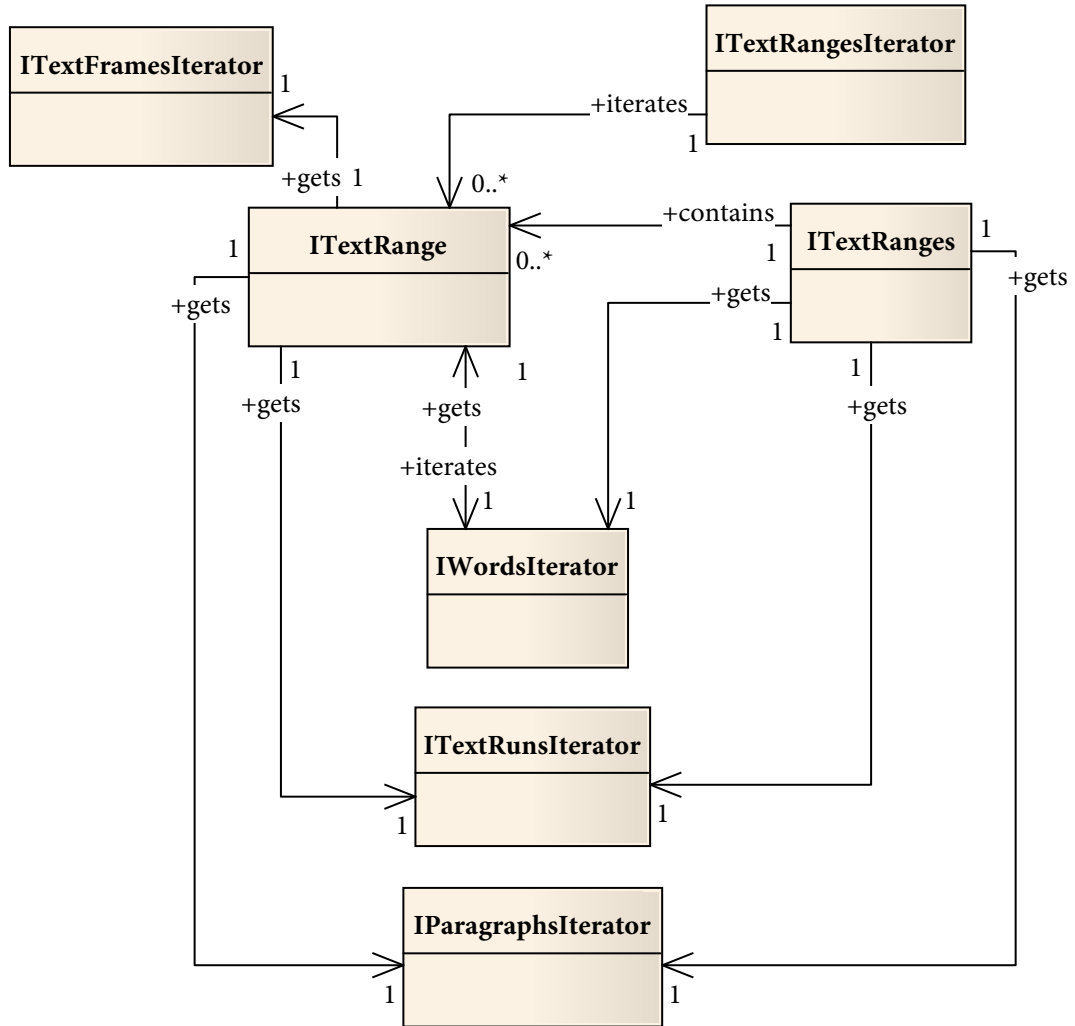 ITextFramesIterator
ITextRangesIterator
1
+iterates
1
+gets 1
0..*
ITextRange
1
+contains
0..*
1
ITextRanges
1
+gets
+gets
1
+gets
1
1
+gets
1
+gets
+iterates
1
+gets
1
1
IWordsIterator
ITextRunsIterator
1
1
IParagraphsIterator
1
1